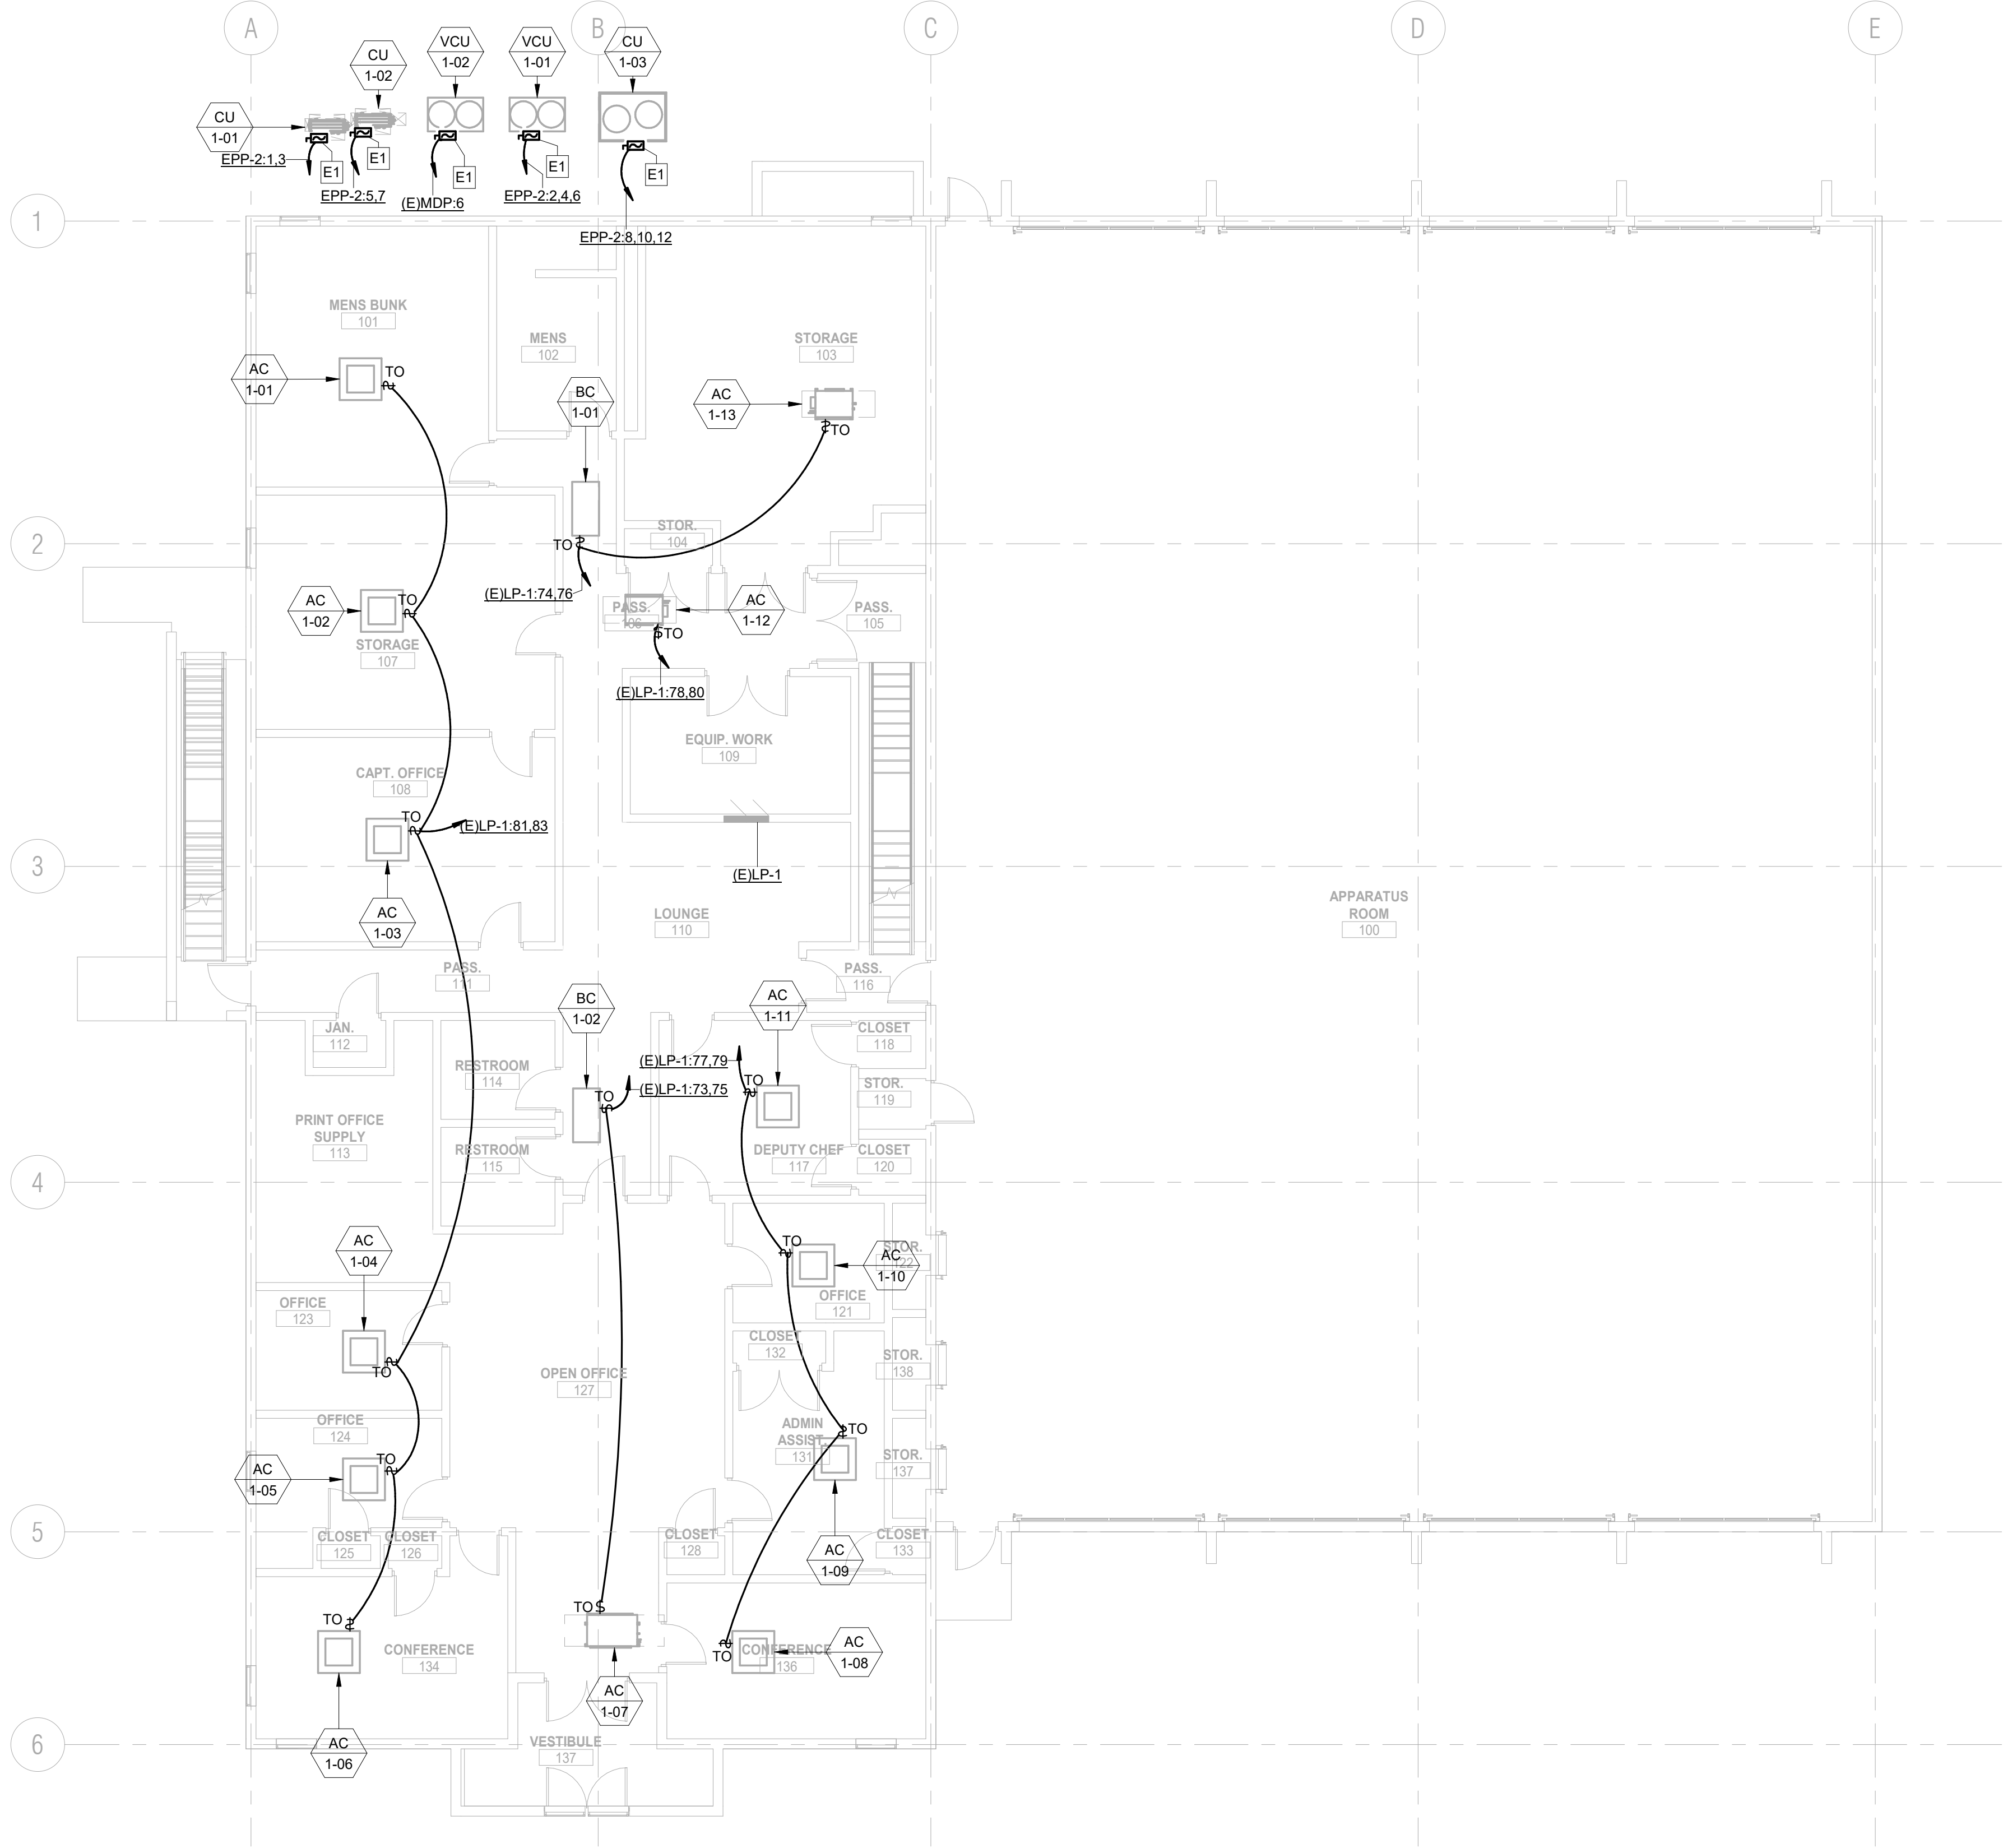 A
B
C
D
E
CU
1-02
VCU
1-02
VCU
1-01
CU
1-03
CU
1-01
EPP-2:1,3
E1
E1
E1
E1
E1
EPP-2:5,7
(E)MDP:6
EPP-2:2,4,6
EPP-2:8,10,12
1
MENS BUNK
101
MENS
102
STORAGE
103
AC
1-01
TO
BC
1-01
AC
1-13
TO
2
STOR.
104
TO
(E)LP-1:74,76
AC
1-02
TO
STORAGE
107
PASS.
106
AC
1-12
PASS.
105
TO
(E)LP-1:78,80
EQUIP. WORK
109
CAPT. OFFICE
108
TO
(E)LP-1:81,83
3
(E)LP-1
AC
1-03
LOUNGE
110
APPARATUS
ROOM
100
PASS.
111
PASS.
116
BC
1-02
AC
1-11
JAN.
112
CLOSET
118
RESTROOM
114
(E)LP-1:77,79
(E)LP-1:73,75
TO
TO
STOR.
119
PRINT OFFICE
SUPPLY
113
RESTROOM
115
DEPUTY CHEF
117
CLOSET
120
4
AC
1-04
TO
STOR.
122
AC
1-10
OFFICE
123
OFFICE
121
TO
CLOSET
132
STOR.
138
OPEN OFFICE
127
OFFICE
124
ADMIN
ASSIST.
131
TO
STOR.
137
AC
1-05
TO
5
CLOSET
125
CLOSET
126
CLOSET
128
CLOSET
133
AC
1-09
TO
TO
CONFERENCE
134
TO
CONFERENCE
136
AC
1-08
AC
1-07
6
AC
1-06
VESTIBULE
137